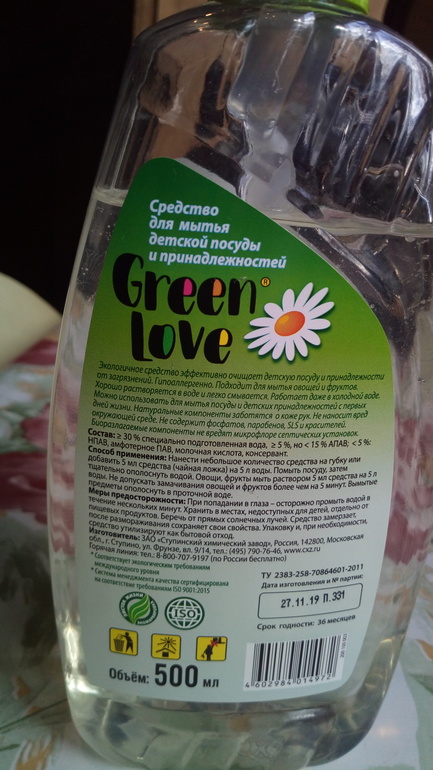 Средство
для мытья
детской посуды
и принадлежностей
Green ®
Love
Экологичное средство эффективно очищает детскую посуду и принадлежности
от загрязнений. Гипоаллергенно. Подходит для мытья овощей и фруктов.
Хорошо растворяется в воде и легко смывается. Работает даже в холодной воде.
Можно использовать для мытья посуды и детских принадлежностей с первых
дней жизни. Натуральные компоненты заботятся о коже рук. Не наносит вред
окружающей среде. Не содержит фосфатов, парабенов, SLS и красителей.
Биоразлагаемые компоненты не вредят микрофлоре септических установок.
Состав: ≥ 30 % специально подготовленная вода, ≥ 5 %, но < 15 % АПАВ; < 5 %:
НПАВ, амфотерное ПАВ, молочная кислота, консервант.
Способ применения: Нанести небольшое количество средства на губку или
добавить 5 мл средства (чайная ложка) на 5 л воды. Помыть посуду, затем
тщательно ополоснуть водой. Овощи, фрукты мыть раствором 5 мл средства на 5 л
воды. Не допускать замачивания овощей и фруктов более чем на 5 минут. Вымытые
предметы ополоснуть в проточной воде.
Меры предосторожности: При попадании в глаза – осторожно промыть водой в
течение нескольких минут. Хранить в местах, недоступных для детей, отдельно от
пищевых продуктов. Беречь от прямых солнечных лучей. Средство замерзает,
после размораживания сохраняет свои свойства. Упаковку и, при необходимости,
средство утилизируют как бытовой отход.
Изготовитель: ЗАО «Ступинский химический завод», Россия, 142800, Московская
обл., г. Ступино, ул. Фрунзе, вл. 9/14, тел.: (495) 790-76-46, www.cxz.ru
Горячая линия: тел.: 8-800-707-9197 (по России бесплатно)
* Соответствует экологическим требованиям
международного уровня
* Система менеджмента качества сертифицирована
на соответствие требованиям ISO 9001:2015
ТУ 2383-258-70864601-2011
Дата изготовления и № партии:
27.11.19 П.331
Срок годности: 36 месяцев
ISO
Объём: 500 мл
4 602984 014972